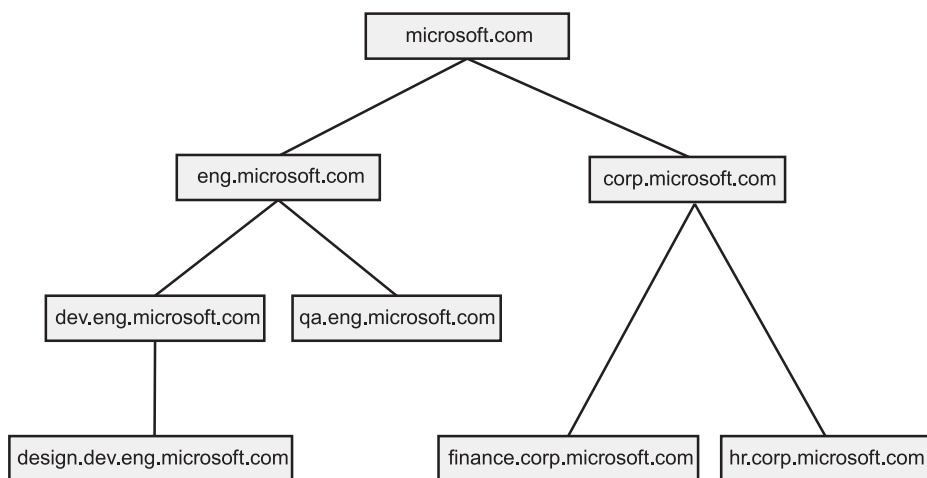 microsoft.com
eng.microsoft.com
corp.microsoft.com
dev.eng.microsoft.com
qa.eng.microsoft.com
design.dev.eng.microsoft.com
finance.corp.microsoft.com
hr.corp.microsoft.com